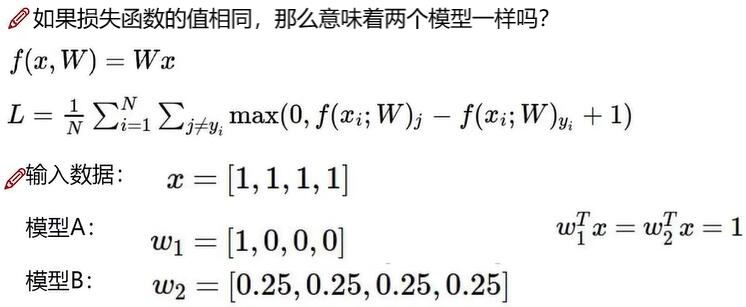 如果损失函数的值相同，那么意味着两个模型一样吗？
f(x, W) = Wx
L = \frac{1}{N} \sum_{i=1}^{N} \sum_{j \neq y_i} \max(0, f(x_i; W)_j - f(x_i; W)_{y_i} + 1)
输入数据： x = [1, 1, 1, 1]
模型A： w_1 = [1, 0, 0, 0] w_1^T x = w_2^T x = 1
模型B： w_2 = [0.25, 0.25, 0.25, 0.25]